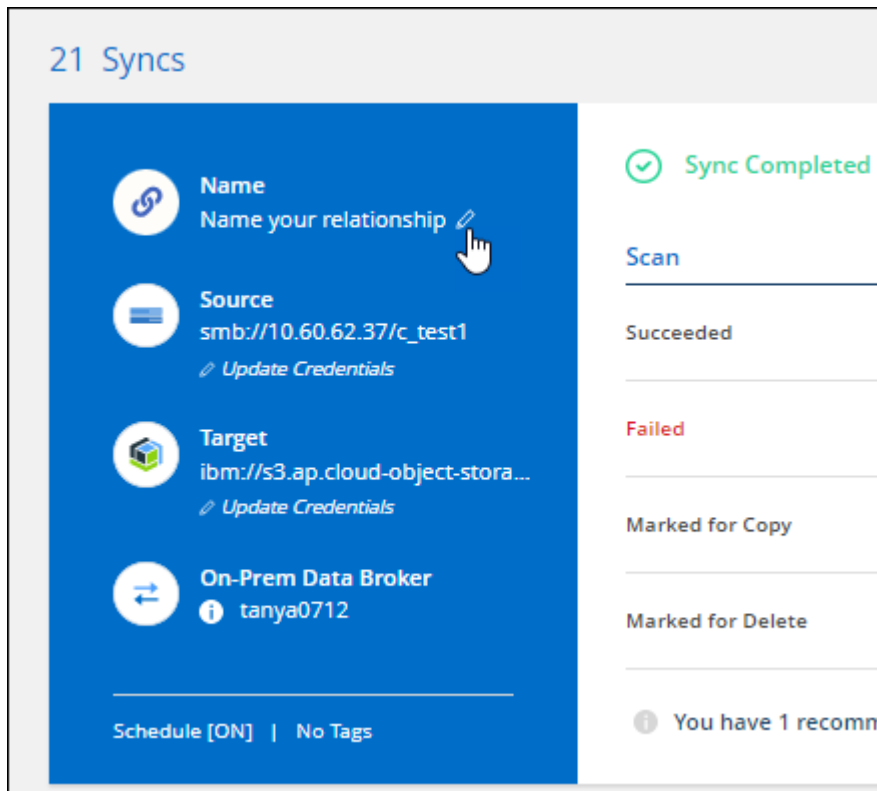 21 Syncs
Name
Name your relationship
Source
smb://10.60.62.37/c_test1
Update Credentials
Target
ibm://s3.ap.cloud-object-stora...
Update Credentials
On-Prem Data Broker
tanya0712
Schedule [ON] | No Tags
Sync Completed
Scan
Succeeded
Failed
Marked for Copy
Marked for Delete
You have 1 recomm